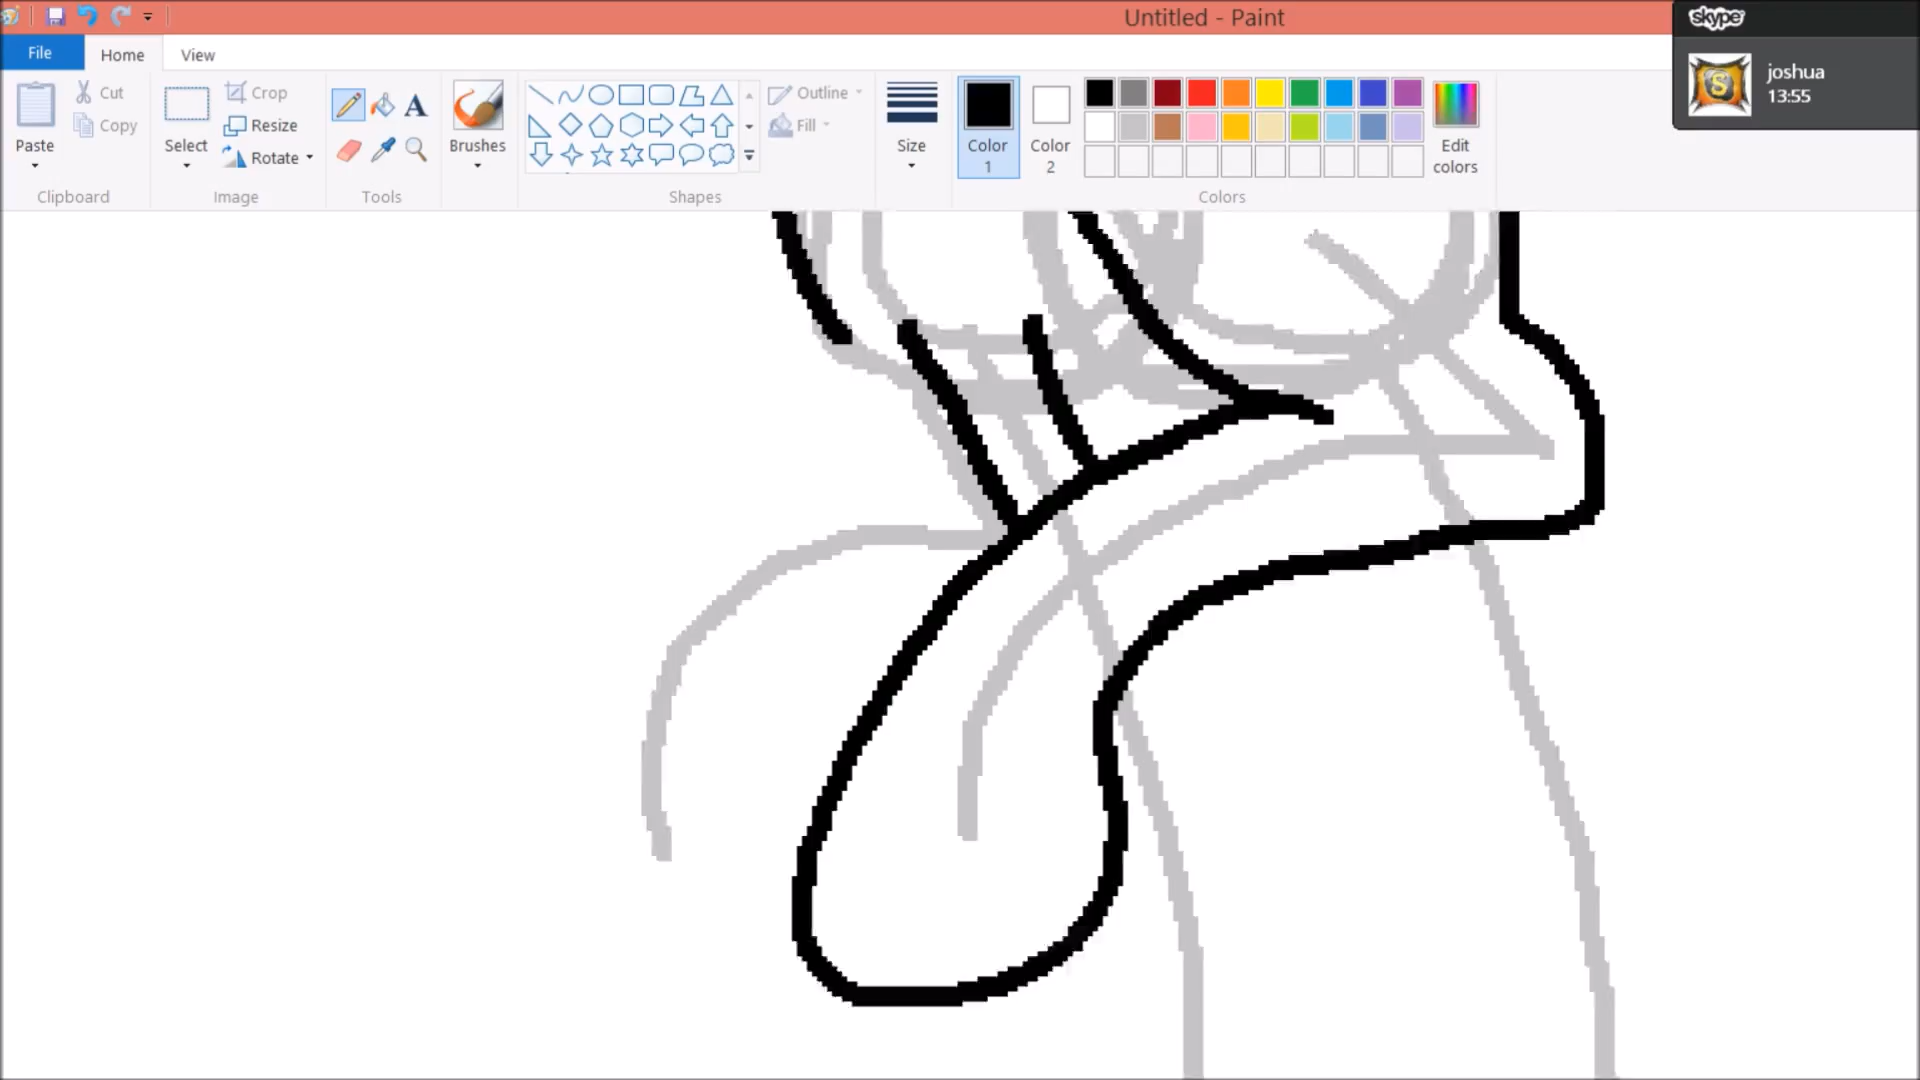 Untitled - Paint
skype
joshua
13:55
File
Home
View
Paste
Cut
Copy
Clipboard
Select
Crop
Resize
Rotate
Image
A
Tools
Brushes
Shapes
Outline
Fill
Size
Color
1
Color
2
Edit
colors
Colors